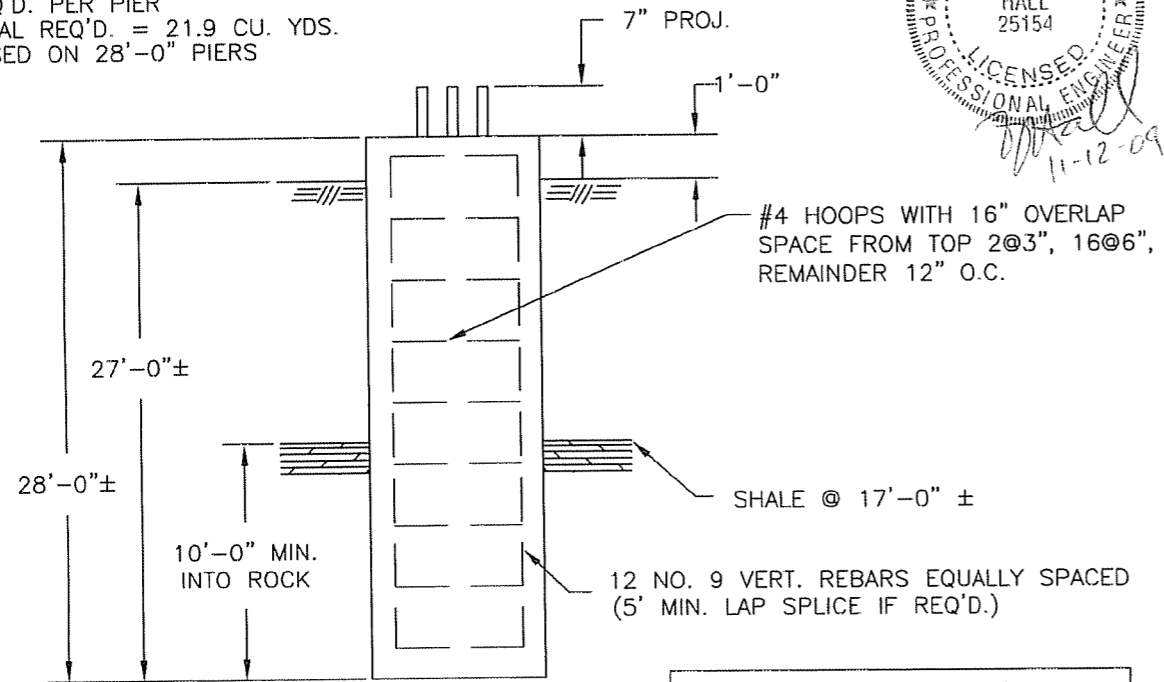 Q'D. PER PIER
AL REQ'D. = 21.9 CU. YDS.
SED ON 28'-0" PIERS
7" PROJ.
HALL
25154
LICENSED
PROFESSIONAL ENGINEER
11-12-09
1'-0"
#4 HOOPS WITH 16" OVERLAP
SPACE FROM TOP 2@3", 16@6",
REMAINDER 12" O.C.
27'-0"±
28'-0"±
SHALE @ 17'-0" ±
10'-0" MIN.
INTO ROCK
12 NO. 9 VERT. REBARS EQUALLY SPACED
(5' MIN. LAP SPLICE IF REQ'D.)